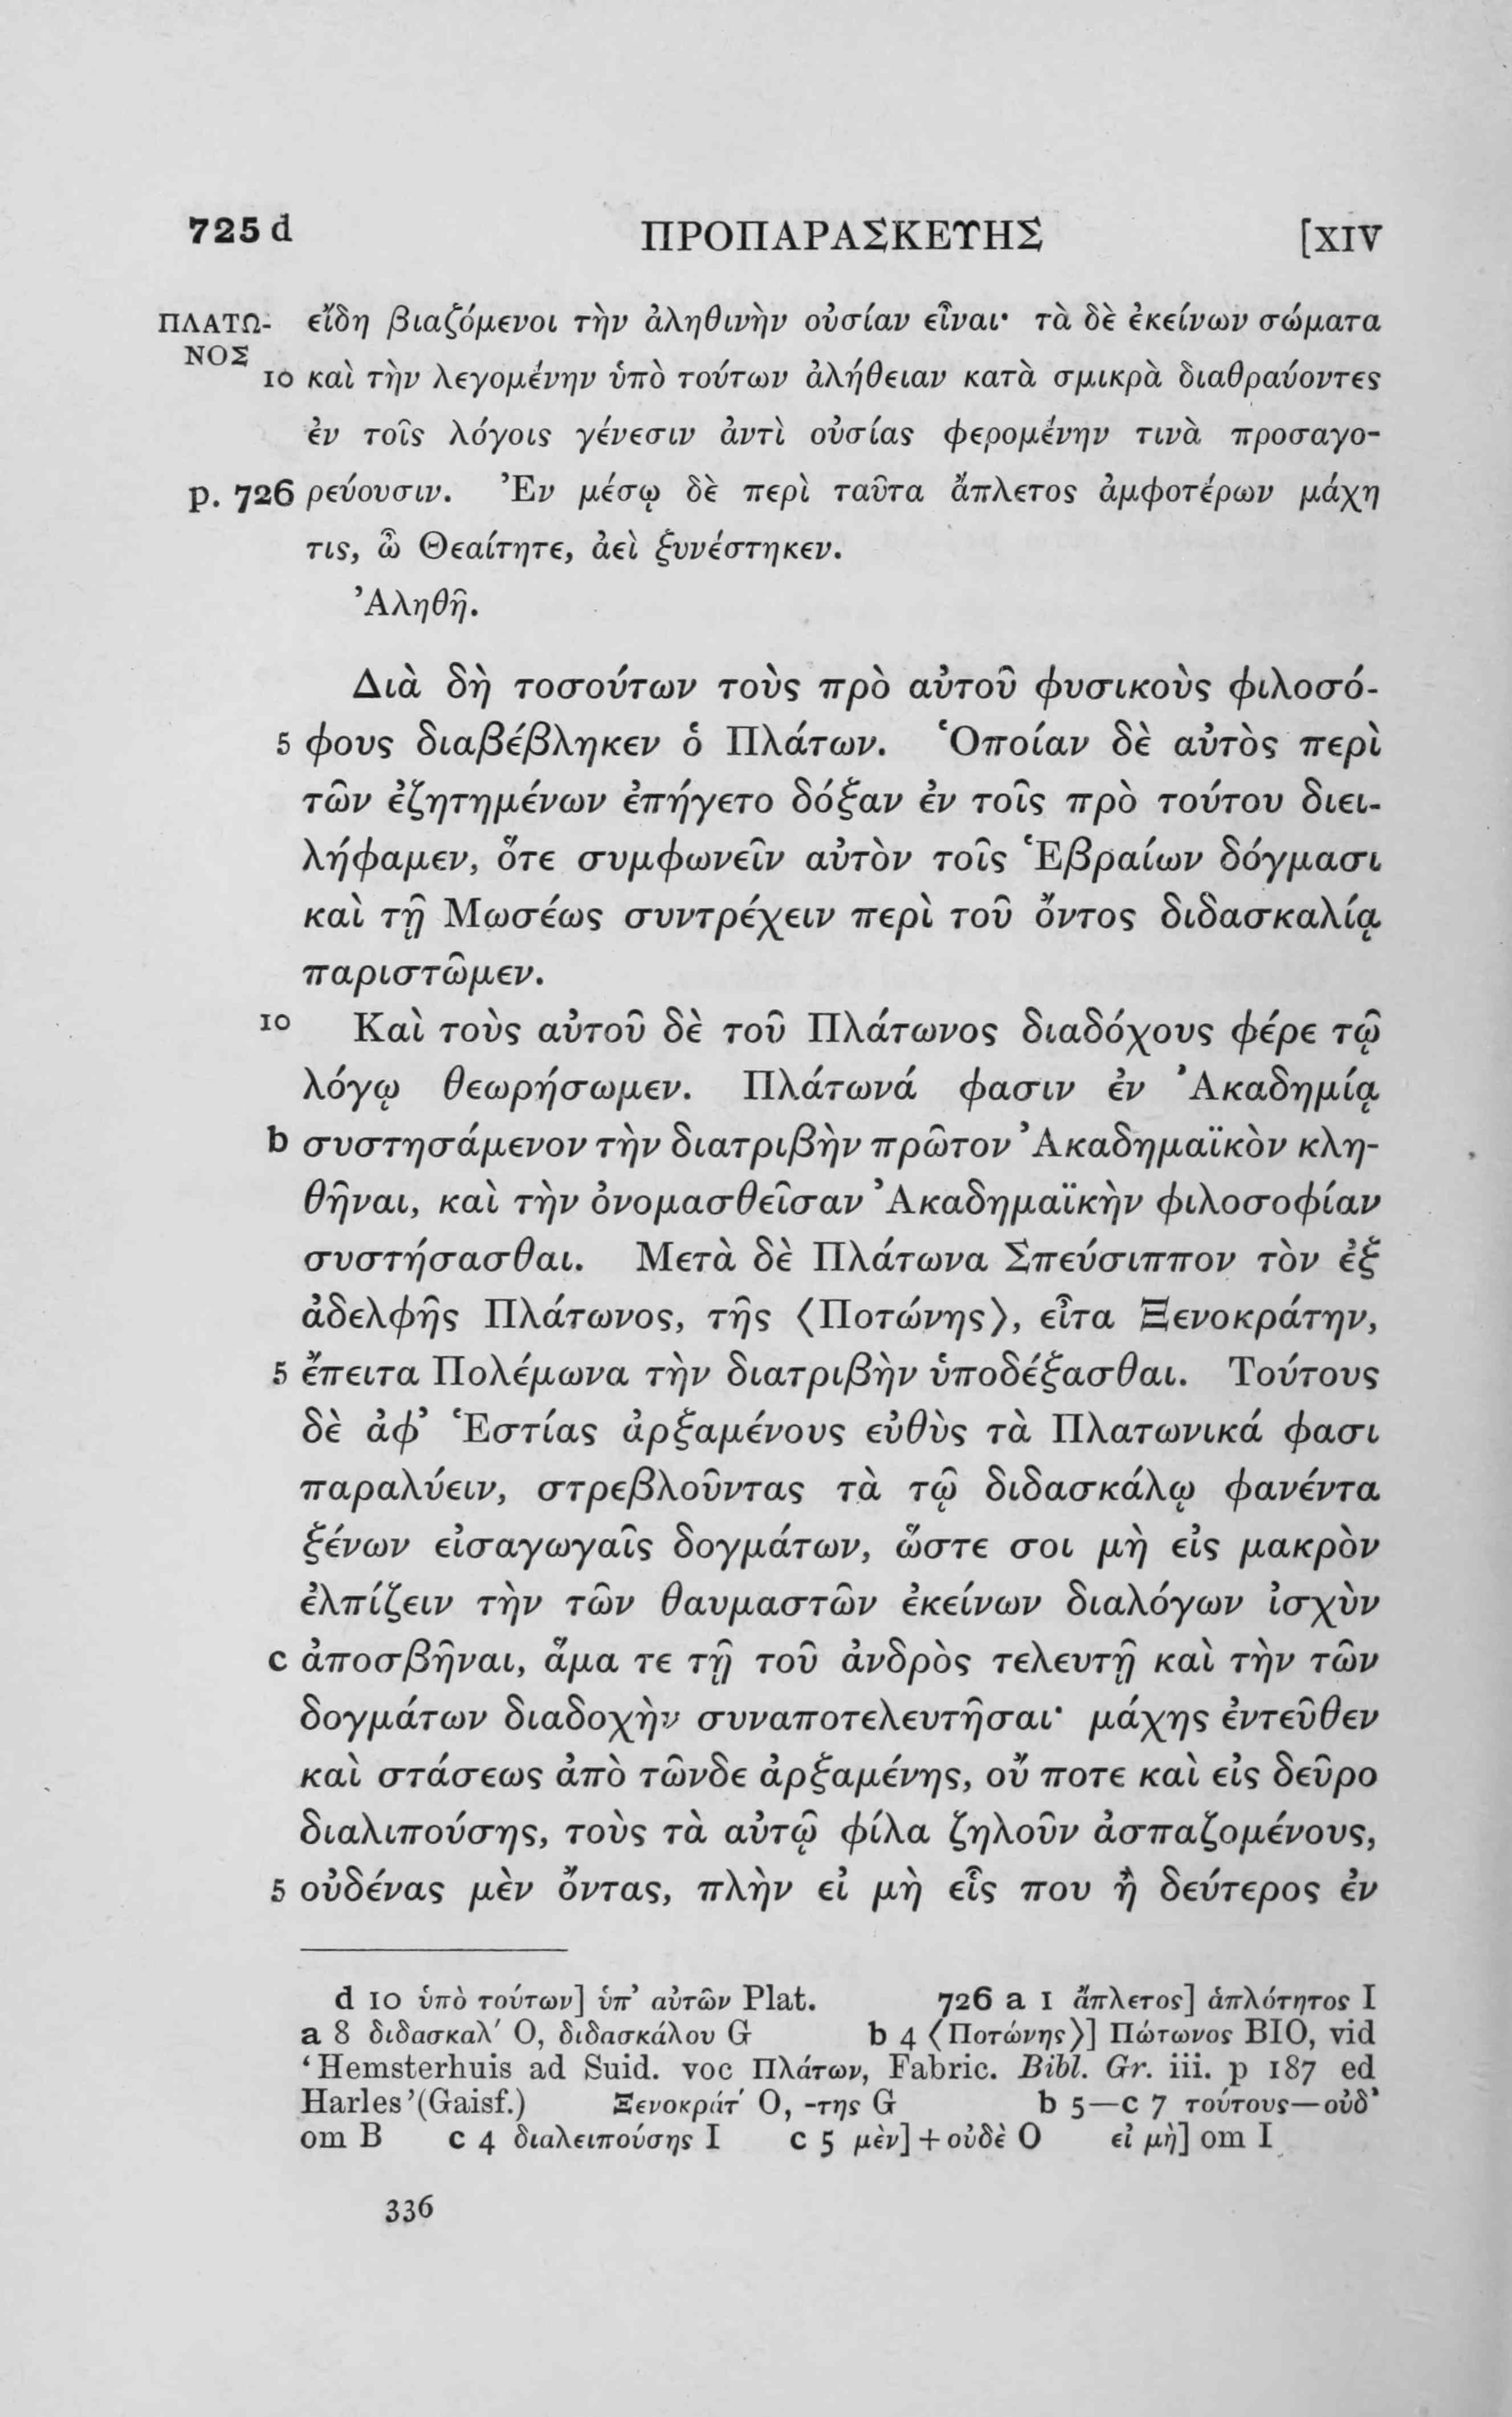 725 d ΠΡΟΠΑΡΑΣΚΕΥΗΣ [XIV
ΠΛΑΤΩ- εἴδη βιαζόμενοι τὴν ἀληθινὴν οὐσίαν εἶναι· τὰ δὲ ἐκείνων σώματα
ΝΟΣ
10 καὶ τὴν λεγομένην ὑπὸ τούτων ἀλήθειαν κατὰ σμικρὰ διαθραύοντες
ἐν τοῖς λόγοις γένεσιν ἀντὶ οὐσίας φερομένην τινὰ προσαγο-
p. 726 ρεύουσιν. Ἐν μέσῳ δὲ περὶ ταῦτα ἄπλετος ἀμφοτέρων μάχη
τις, ὦ Θεαίτητε, ἀεὶ ξυνέστηκεν.
Ἀληθῆ.
Διὰ δὴ τοσούτων τοὺς πρὸ αὐτοῦ φυσικοὺς φιλοσό-
5 φους διαβέβληκεν ὁ Πλάτων. Ὁποίαν δὲ αὐτὸς περὶ
τῶν ἐζητημένων ἐπήγετο δόξαν ἐν τοῖς πρὸ τούτου διει-
λήφαμεν, ὅτε συμφωνεῖν αὐτὸν τοῖς Ἑβραίων δόγμασι
καὶ τῇ Μωσέως συντρέχειν περὶ τοῦ ὄντος διδασκαλίᾳ
παριστῶμεν.
10 Καὶ τοὺς αὐτοῦ δὲ τοῦ Πλάτωνος διαδόχους φέρε τῷ
λόγῳ θεωρήσωμεν. Πλάτωνά φασιν ἐν Ἀκαδημίᾳ
b συστησάμενον τὴν διατριβὴν πρῶτον Ἀκαδημαϊκὸν κλη-
θῆναι, καὶ τὴν ὀνομασθεῖσαν Ἀκαδημαϊκὴν φιλοσοφίαν
συστήσασθαι. Μετὰ δὲ Πλάτωνα Σπεύσιππον τὸν ἐξ
ἀδελφῆς Πλάτωνος, τῆς ⟨Ποτώνης⟩, εἶτα Ξενοκράτην,
5 ἔπειτα Πολέμωνα τὴν διατριβὴν ὑποδέξασθαι. Τούτους
δὲ ἀφ’ Ἑστίας ἀρξαμένους εὐθὺς τὰ Πλατωνικά φασι
παραλύειν, στρεβλοῦντας τὰ τῷ διδασκάλῳ φανέντα
ξένων εἰσαγωγαῖς δογμάτων, ὥστε σοι μὴ εἰς μακρὸν
ἐλπίζειν τὴν τῶν θαυμαστῶν ἐκείνων διαλόγων ἰσχὺν
c ἀποσβῆναι, ἅμα τε τῇ τοῦ ἀνδρὸς τελευτῇ καὶ τὴν τῶν
δογμάτων διαδοχὴν συναποτελευτῆσαι· μάχης ἐντεῦθεν
καὶ στάσεως ἀπὸ τῶνδε ἀρξαμένης, οὔ ποτε καὶ εἰς δεῦρο
διαλιπούσης, τοὺς τὰ αὐτῷ φίλα ζηλοῦν ἀσπαζομένους,
5 οὐδένας μὲν ὄντας, πλὴν εἰ μὴ εἷς που ἢ δεύτερος ἐν
d 10 ὑπὸ τούτων] ὑπ’ αὐτῶν Plat. 726 a 1 ἄπλετος] ἁπλότητος I
a 8 διδασκαλ′ O, διδασκάλου G b 4 ⟨Ποτώνης⟩] Πώτωνος BIO, vid
‘Hemsterhuis ad Suid. voc Πλάτων, Fabric. Bibl. Gr. iii. p 187 ed
Harles’(Gaisf.) Ξενοκράτ′ O, -της G b 5—c 7 τούτους—οὐδ’
om B c 4 διαλειπούσης I c 5 μὲν]+οὐδὲ O εἰ μὴ] om I
336